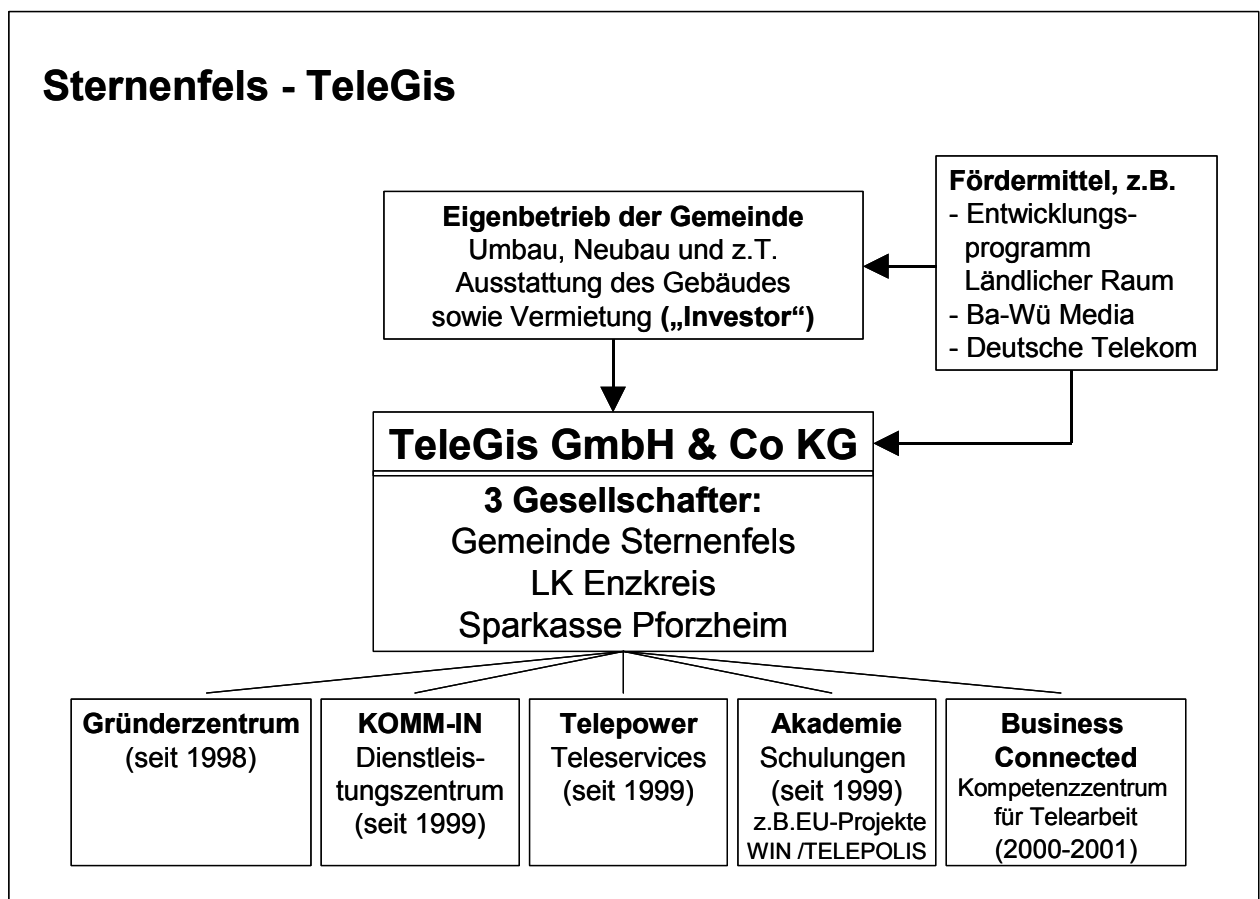 Sternenfels - TeleGis
Eigenbetrieb der Gemeinde
Umbau, Neubau und z.T.
Ausstattung des Gebäudes
sowie Vermietung („Investor“)
Fördermittel, z.B.
- Entwicklungs-
programm
Ländlicher Raum
- Ba-Wü Media
- Deutsche Telekom
TeleGis GmbH & Co KG
3 Gesellschafter:
Gemeinde Sternenfels
LK Enzkreis
Sparkasse Pforzheim
Gründerzentrum
(seit 1998)
KOMM-IN
Dienstleis-
tungszentrum
(seit 1999)
Telepower
Teleservices
(seit 1999)
Akademie
Schulungen
(seit 1999)
z.B.EU-Projekte
WIN /TELEPOLIS
Business
Connected
Kompetenzzentrum
für Telearbeit
(2000-2001)